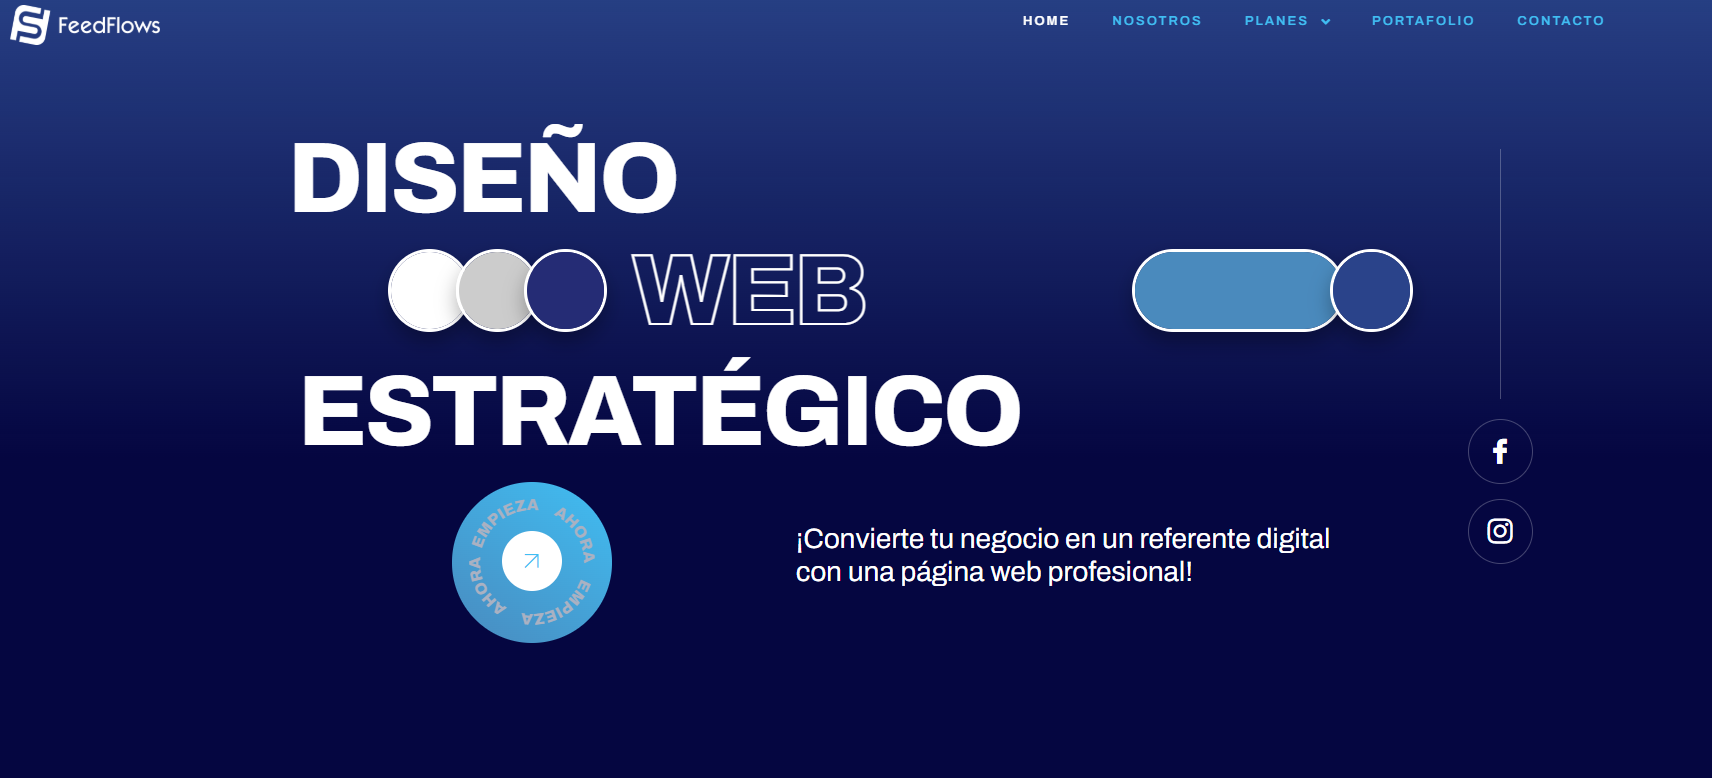 FeedFlows
HOME NOSOTROS PLANES PORTAFOLIO CONTACTO
DISEÑO
WEB
ESTRATÉGICO
EMPIEZA AHORA EMPIEZA AHORA
¡Convierte tu negocio en un referente digital
con una página web profesional!